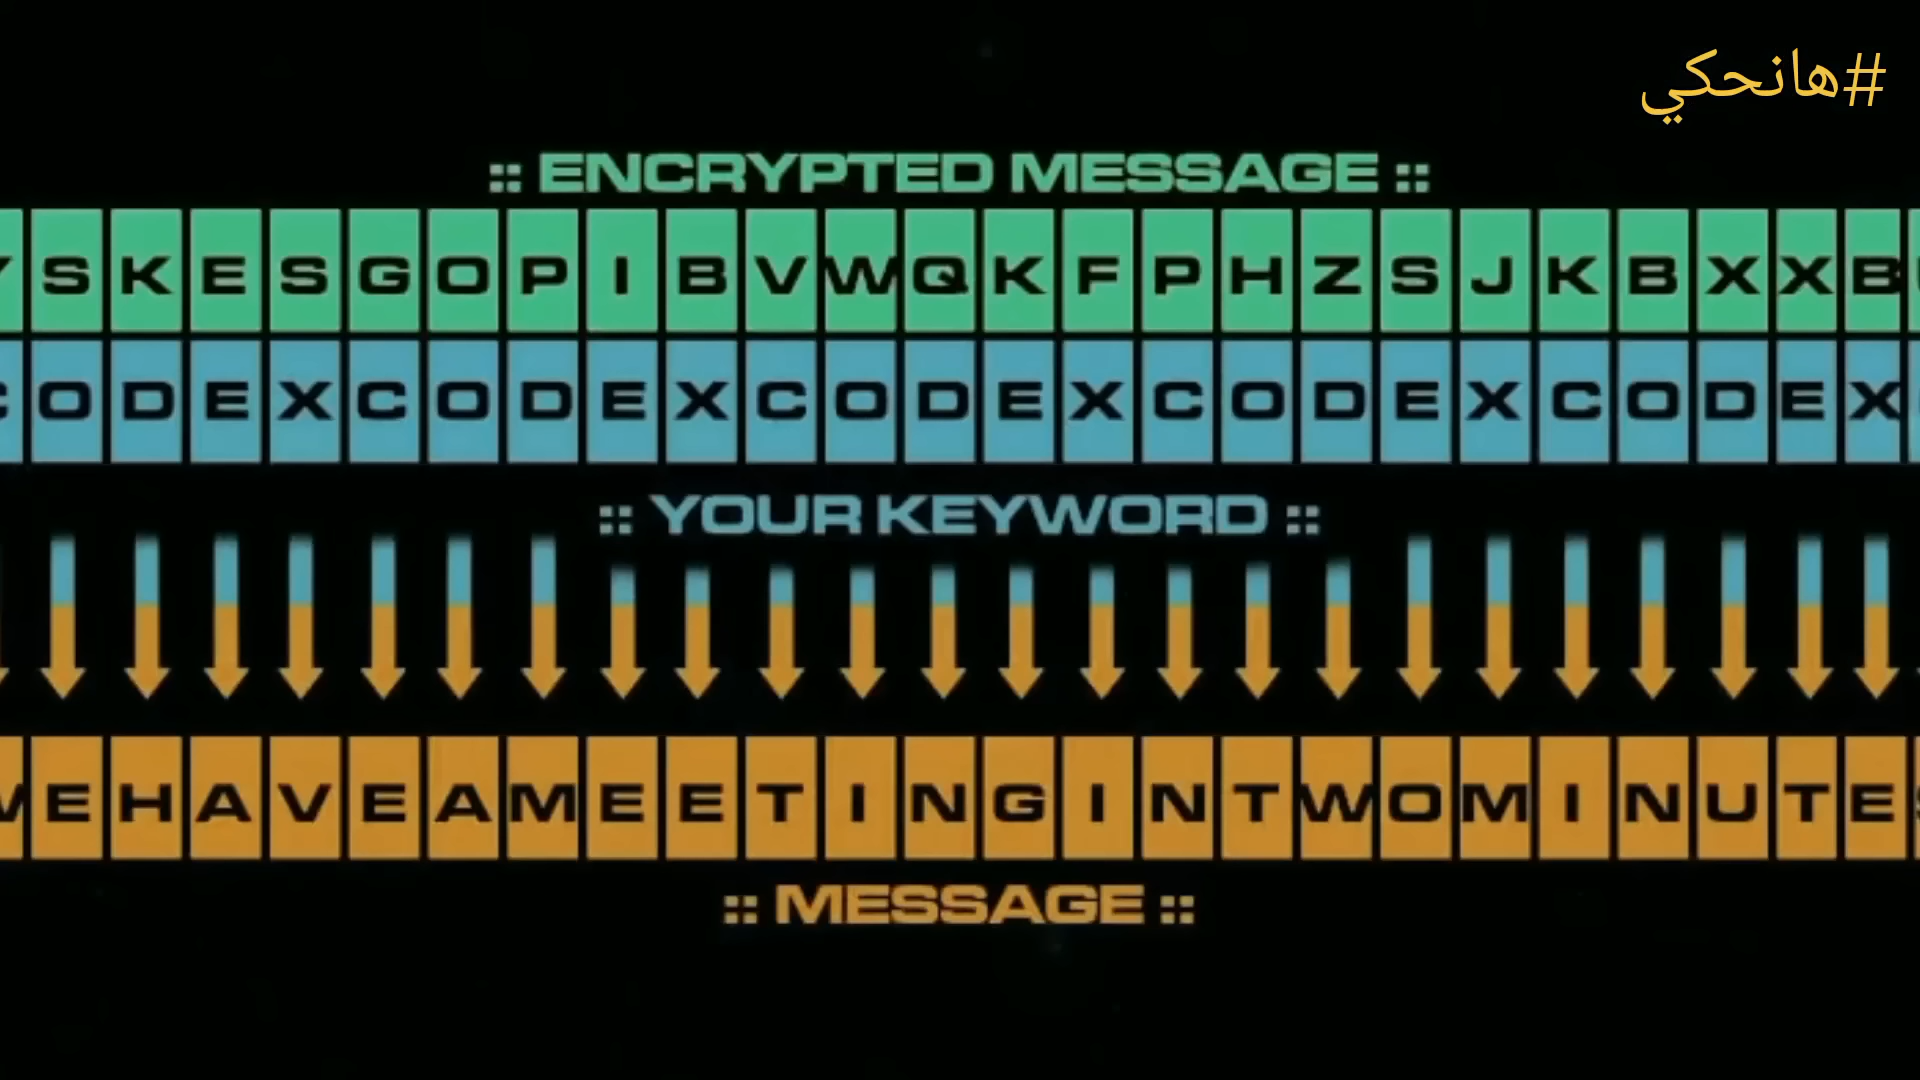 #هانحكي
:: ENCRYPTED MESSAGE ::
Y S K E S G O P I B V W Q K F P H Z S J K B X X B
C O D E X C O D E X C O D E X C O D E X C O D E X
:: YOUR KEYWORD ::
W E H A V E A M E E T I N G I N T W O M I N U T E S
:: MESSAGE ::